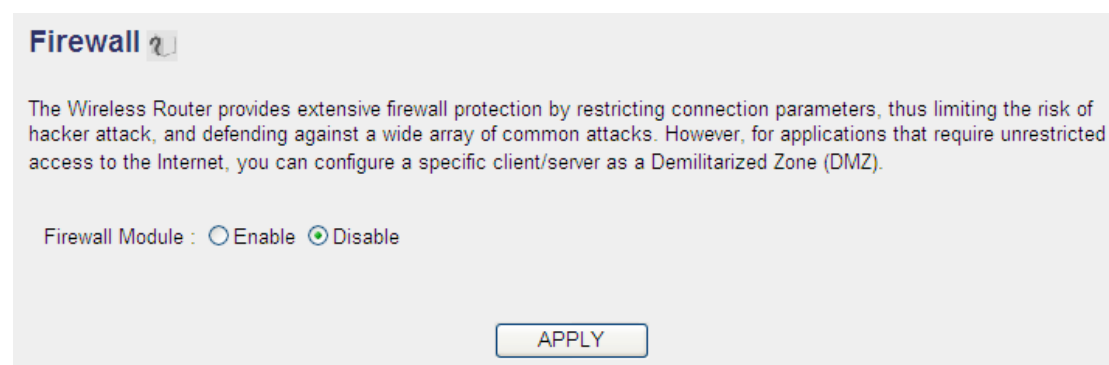 Firewall
The Wireless Router provides extensive firewall protection by restricting connection parameters, thus limiting the risk of
hacker attack, and defending against a wide array of common attacks. However, for applications that require unrestricted
access to the Internet, you can configure a specific client/server as a Demilitarized Zone (DMZ).
Firewall Module : Enable Disable
APPLY